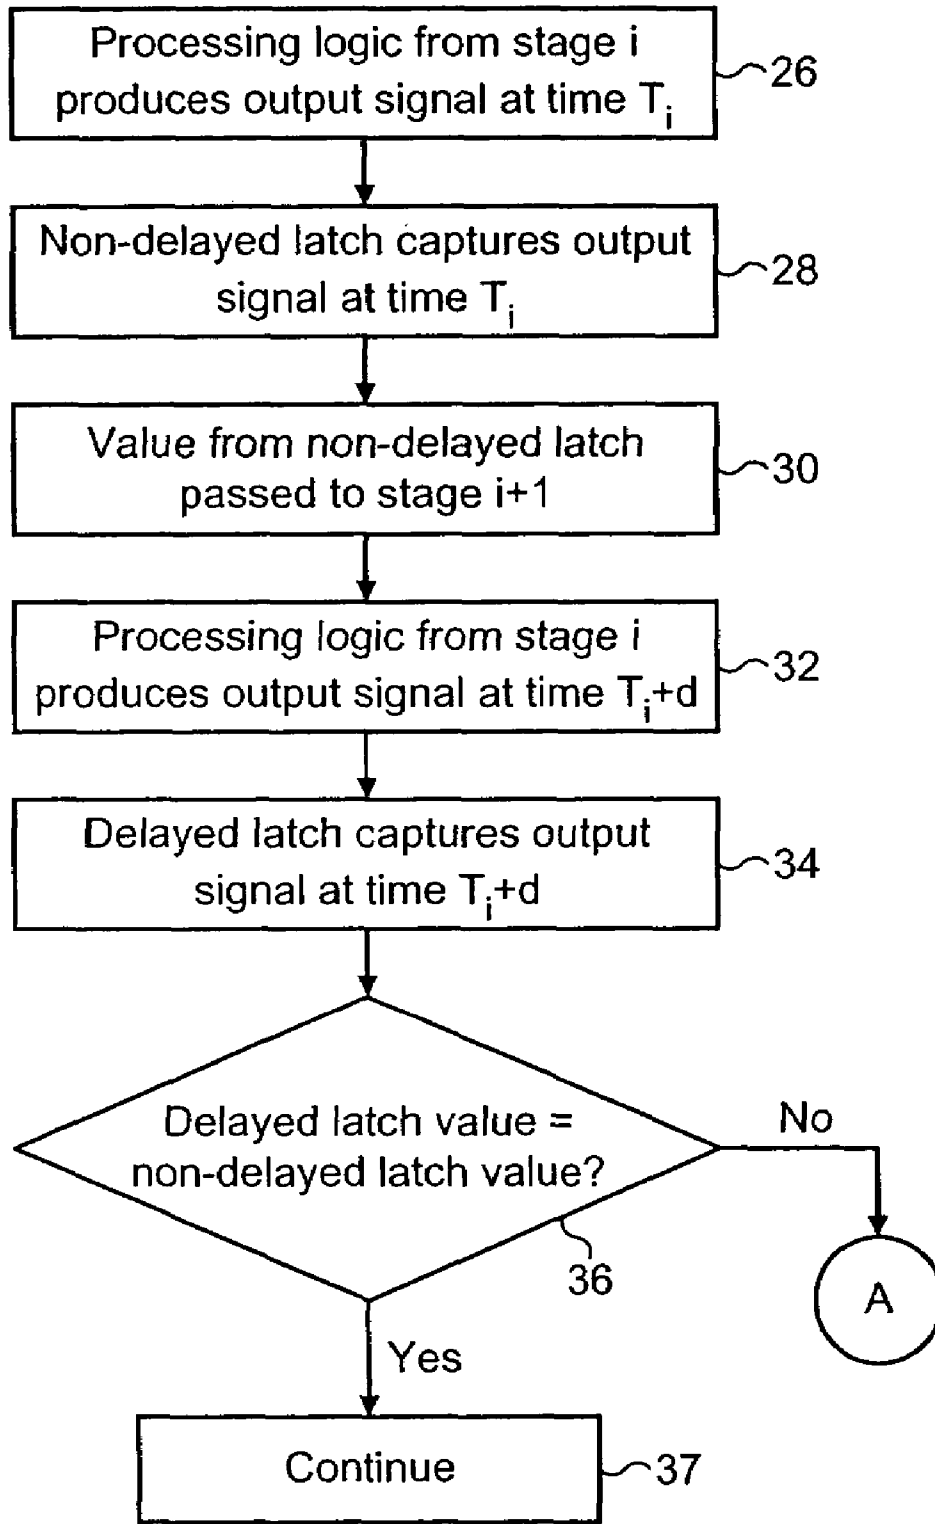 Processing logic from stage i
produces output signal at time Ti
26
Non-delayed latch captures output
signal at time Ti
28
Value from non-delayed latch
passed to stage i+1
30
Processing logic from stage i
produces output signal at time Ti+d
32
Delayed latch captures output
signal at time Ti+d
34
Delayed latch value =
non-delayed latch value?
36
No
A
Yes
Continue
37